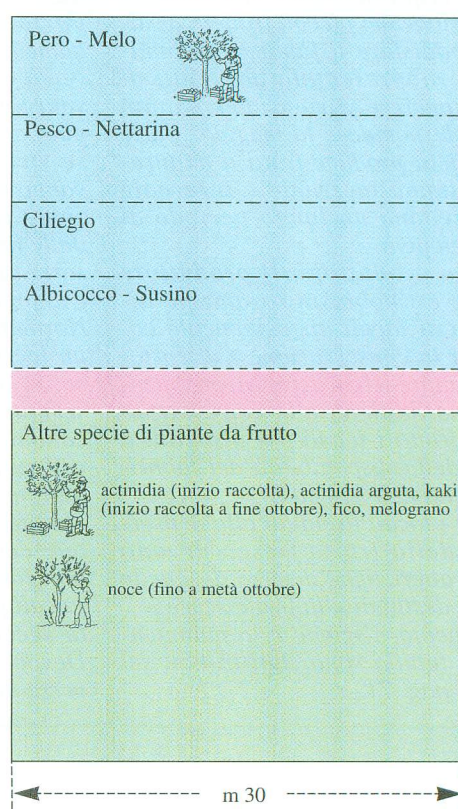 Pero - Melo
Pesco - Nettarina
Ciliegio
Albicocco - Susino
Altre specie di piante da frutto
actinidia (inizio raccolta), actinidia arguta, kaki
(inizio raccolta a fine ottobre), fico, melograno
noce (fino a metà ottobre)
m 30